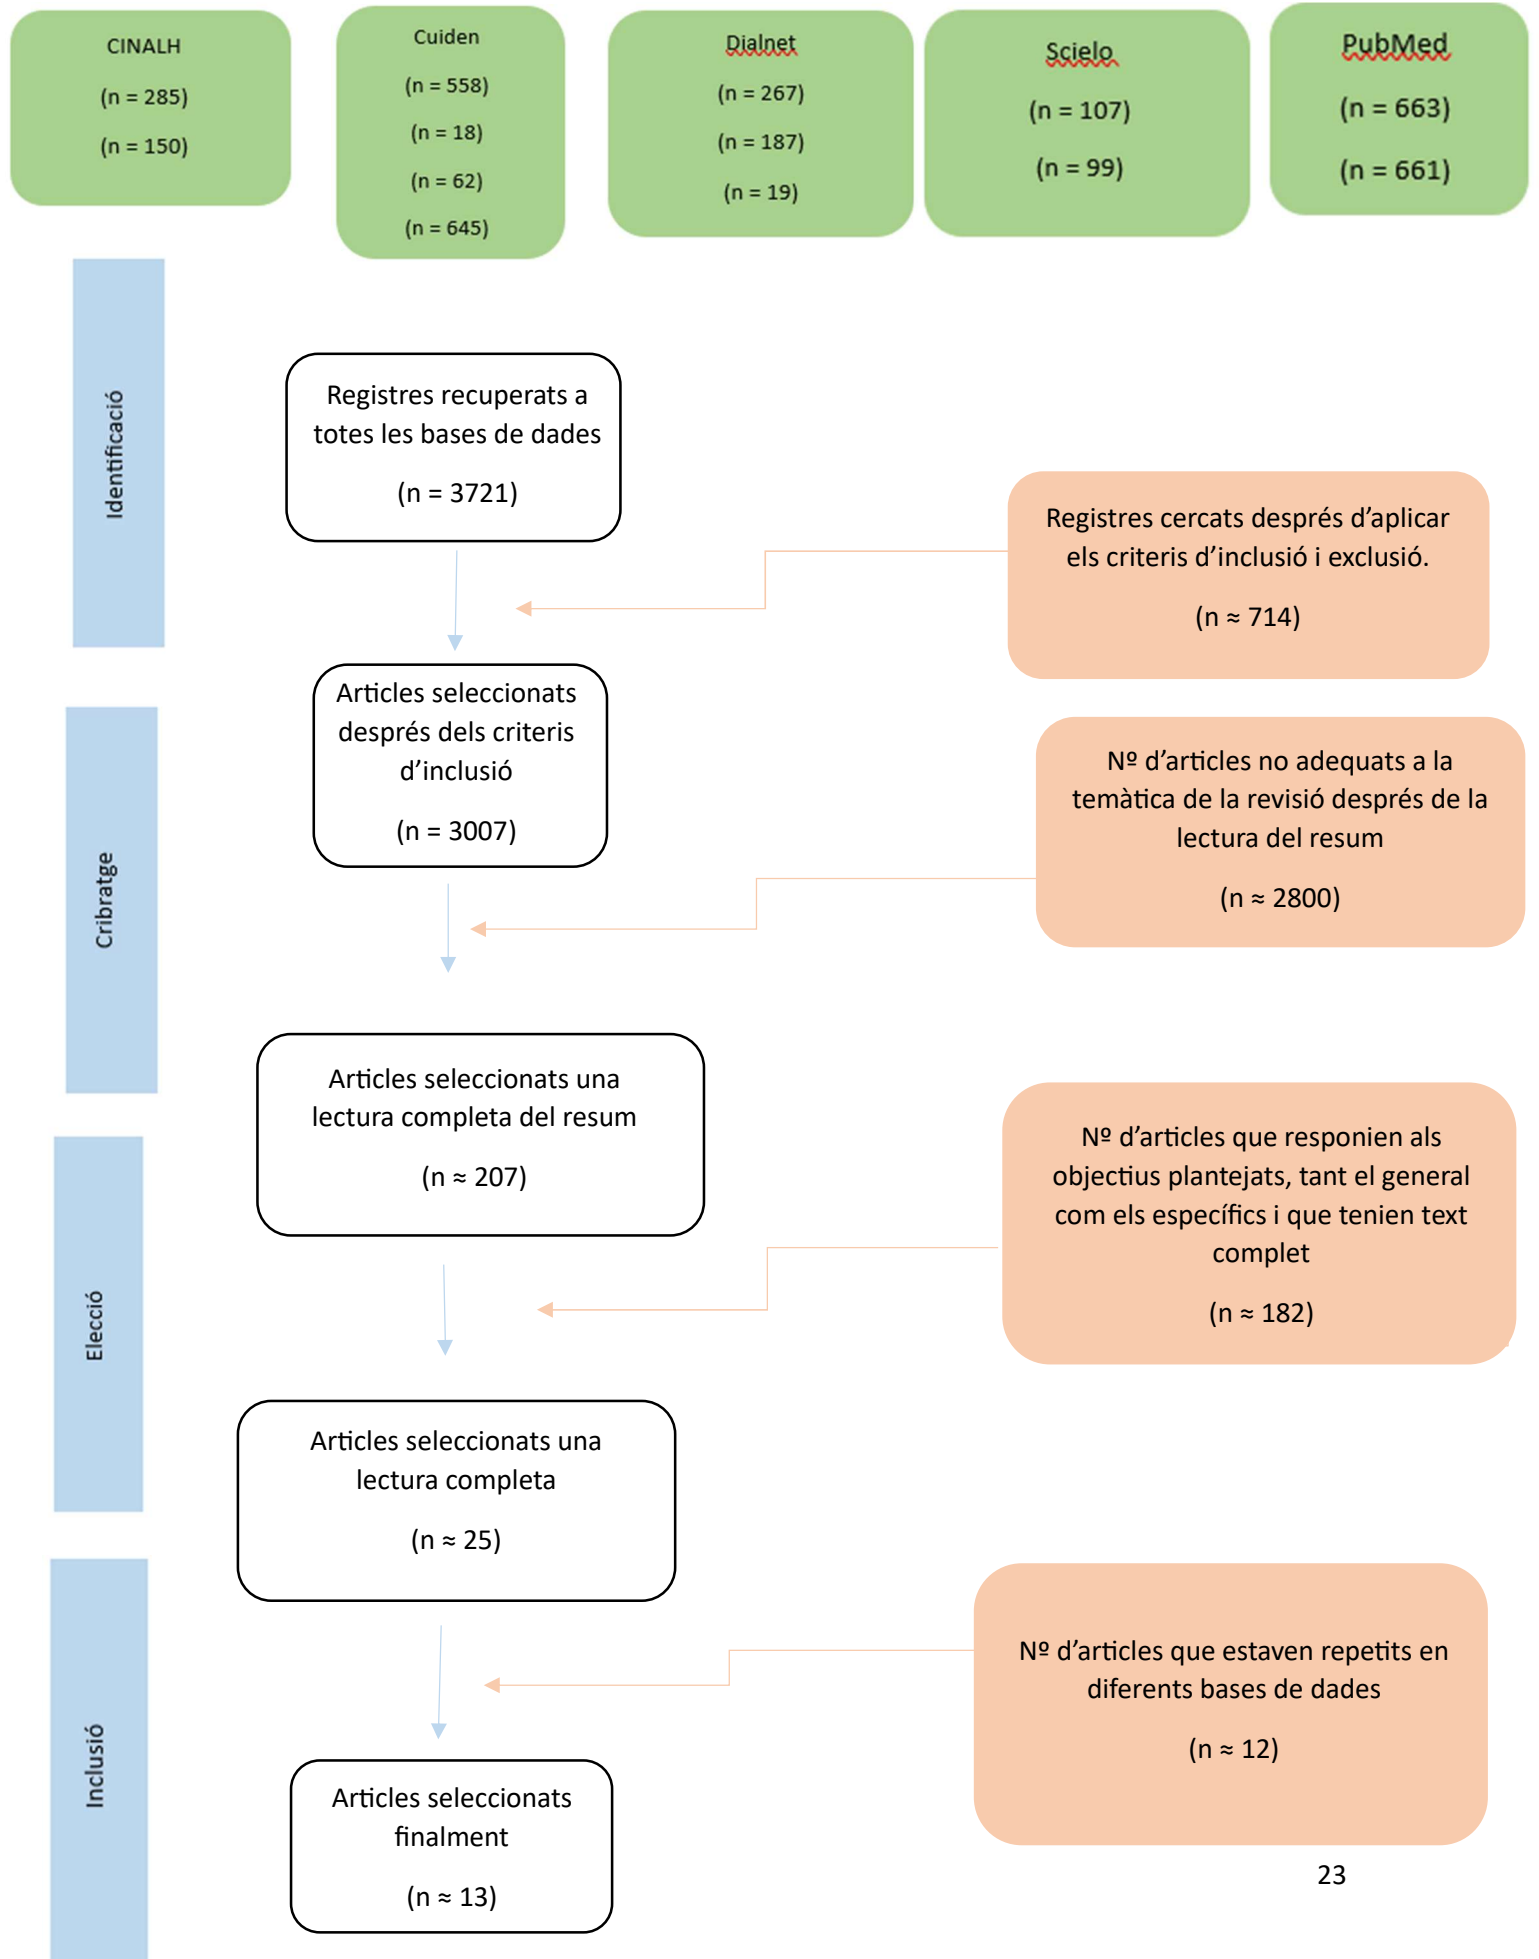 CINALH
(n = 285)
(n = 150)
Cuiden
(n = 558)
(n = 18)
(n = 62)
(n = 645)
Dialnet
(n = 267)
(n = 187)
(n = 19)
Scielo
(n = 107)
(n = 99)
PubMed
(n = 663)
(n = 661)
Identificació
Registres recuperats a
totes les bases de dades
(n = 3721)
Registres cercats després d’aplicar
els criteris d’inclusió i exclusió.
(n ≈ 714)
Articles seleccionats
després dels criteris
d’inclusió
(n = 3007)
Cribratge
Nº d’articles no adequats a la
temàtica de la revisió després de la
lectura del resum
(n ≈ 2800)
Articles seleccionats una
lectura completa del resum
(n ≈ 207)
Elecció
Nº d’articles que responien als
objectius plantejats, tant el general
com els específics i que tenien text
complet
(n ≈ 182)
Articles seleccionats una
lectura completa
(n ≈ 25)
Inclusió
Nº d’articles que estaven repetits en
diferents bases de dades
(n ≈ 12)
Articles seleccionats
finalment
(n ≈ 13)
23